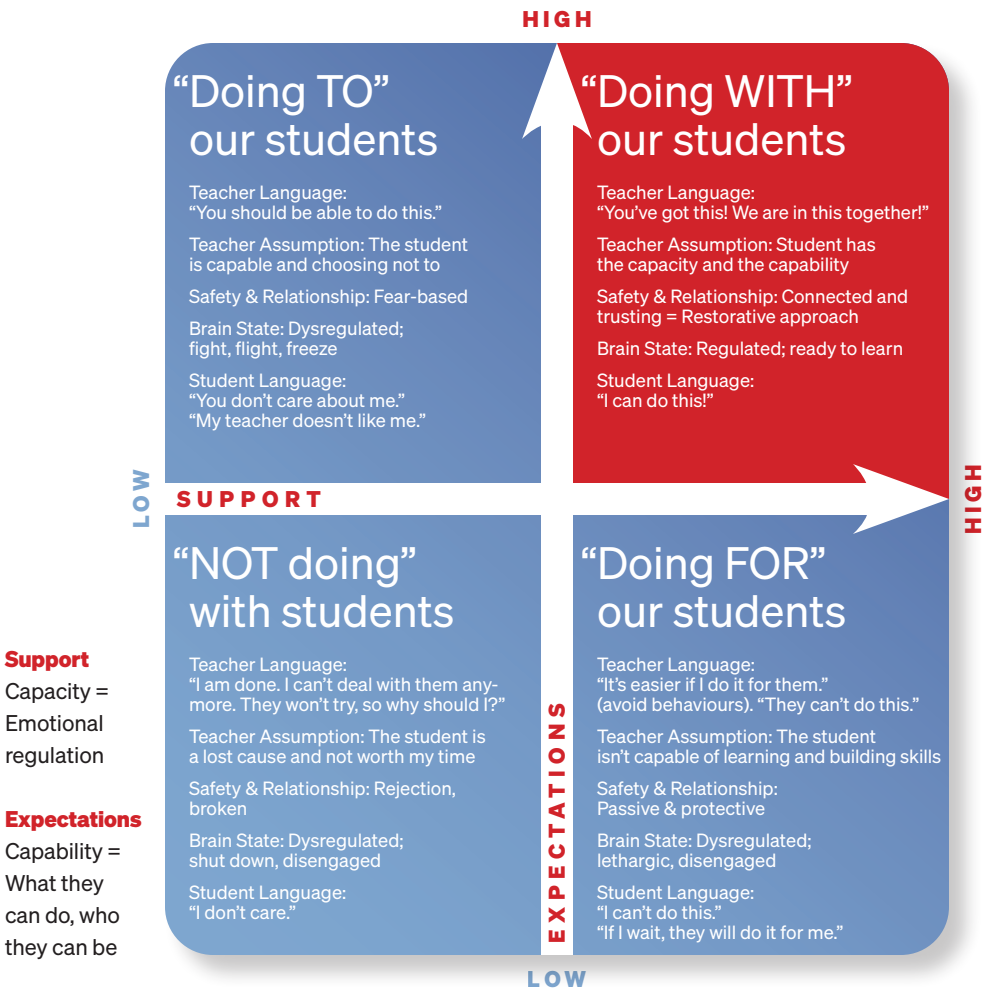 HIGH
“Doing TO”
our students
Teacher Language:
“You should be able to do this.”
Teacher Assumption: The student
is capable and choosing not to
Safety & Relationship: Fear-based
Brain State: Dysregulated;
fight, flight, freeze
Student Language:
“You don’t care about me.”
“My teacher doesn’t like me.”
“Doing WITH”
our students
Teacher Language:
“You’ve got this! We are in this together!”
Teacher Assumption: Student has
the capacity and the capability
Safety & Relationship: Connected and
trusting = Restorative approach
Brain State: Regulated; ready to learn
Student Language:
“I can do this!”
LOW
SUPPORT
HIGH
“NOT doing”
with students
Teacher Language:
“I am done. I can’t deal with them any-
more. They won’t try, so why should I?”
Teacher Assumption: The student is
a lost cause and not worth my time
Safety & Relationship: Rejection,
broken
Brain State: Dysregulated;
shut down, disengaged
Student Language:
“I don’t care.”
EXPECTATIONS
“Doing FOR”
our students
Teacher Language:
“It’s easier if I do it for them.”
(avoid behaviours). “They can’t do this.”
Teacher Assumption: The student
isn’t capable of learning and building skills
Safety & Relationship:
Passive & protective
Brain State: Dysregulated;
lethargic, disengaged
Student Language:
“I can’t do this.”
“If I wait, they will do it for me.”
LOW
Support
Capacity =
Emotional
regulation
Expectations
Capability =
What they
can do, who
they can be